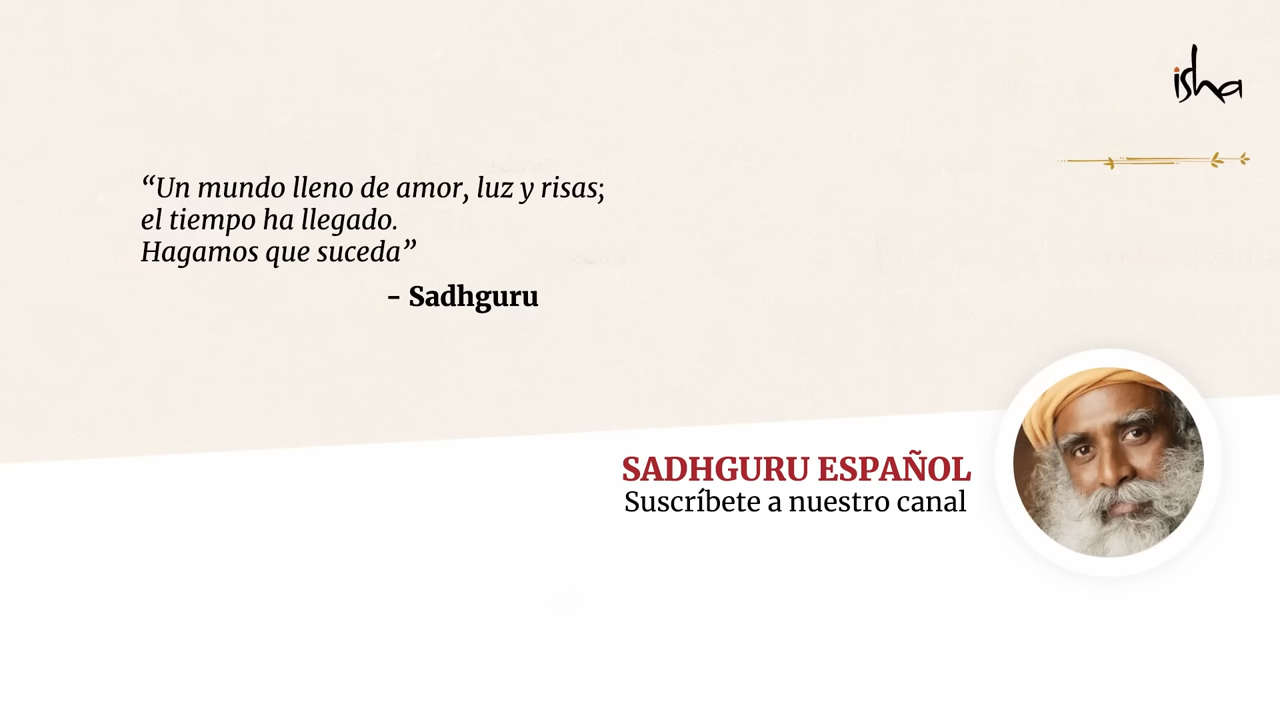 isha
“Un mundo lleno de amor, luz y risas;
el tiempo ha llegado.
Hagamos que suceda”
- Sadhguru
SADHGURU ESPAÑOL
Suscríbete a nuestro canal